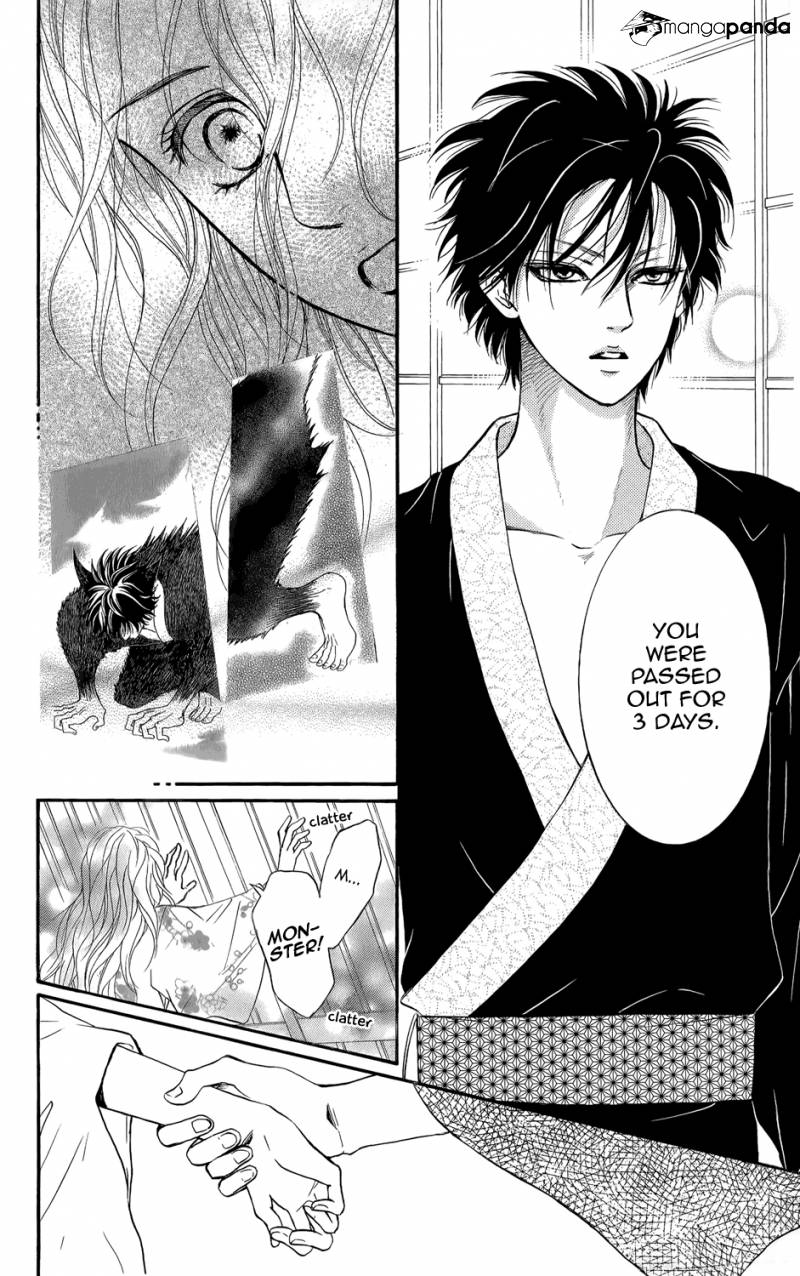 mangapanda
YOU
WERE
PASSED
OUT FOR
3 DAYS.
clatter
M...
MON-
STER!
clatter